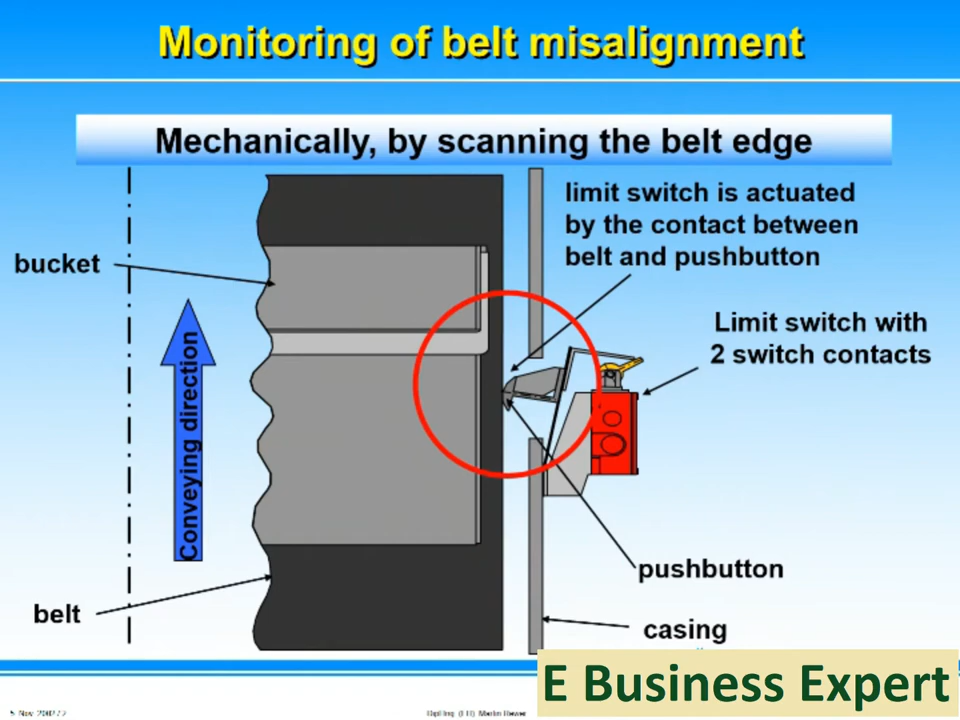 Monitoring of belt misalignment
Mechanically, by scanning the belt edge
limit switch is actuated
by the contact between
belt and pushbutton
bucket
Limit switch with
2 switch contacts
Conveying direction
pushbutton
belt
casing
E Business Expert